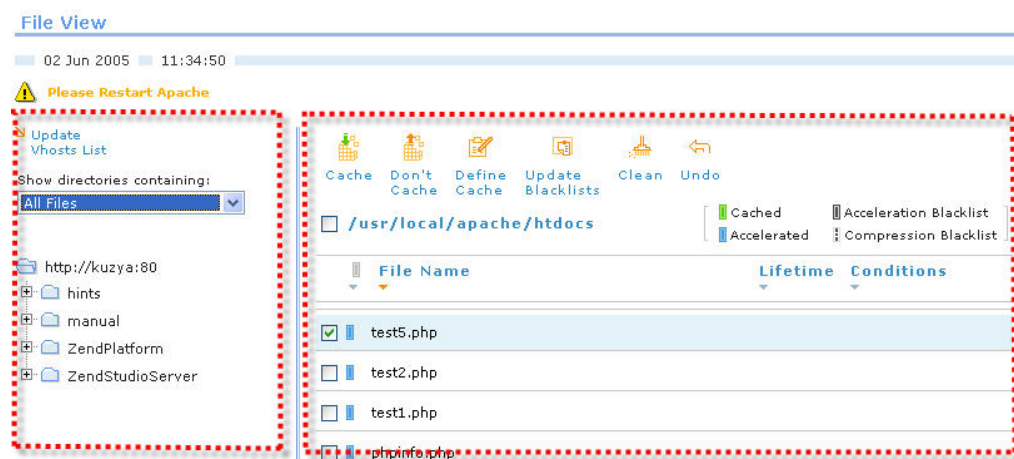 File View
02 Jun 2005 11:34:50
Please Restart Apache
Update
Vhosts List
Show directories containing:
All Files
http://kuzya:80
hints
manual
ZendPlatform
ZendStudioServer
Cache Don't Define Update Clean Undo
Cache Cache Blacklists
/usr/local/apache/htdocs
Cached Acceleration Blacklist
Accelerated Compression Blacklist
File Name Lifetime Conditions
test5.php
test2.php
test1.php
phpinfo.php